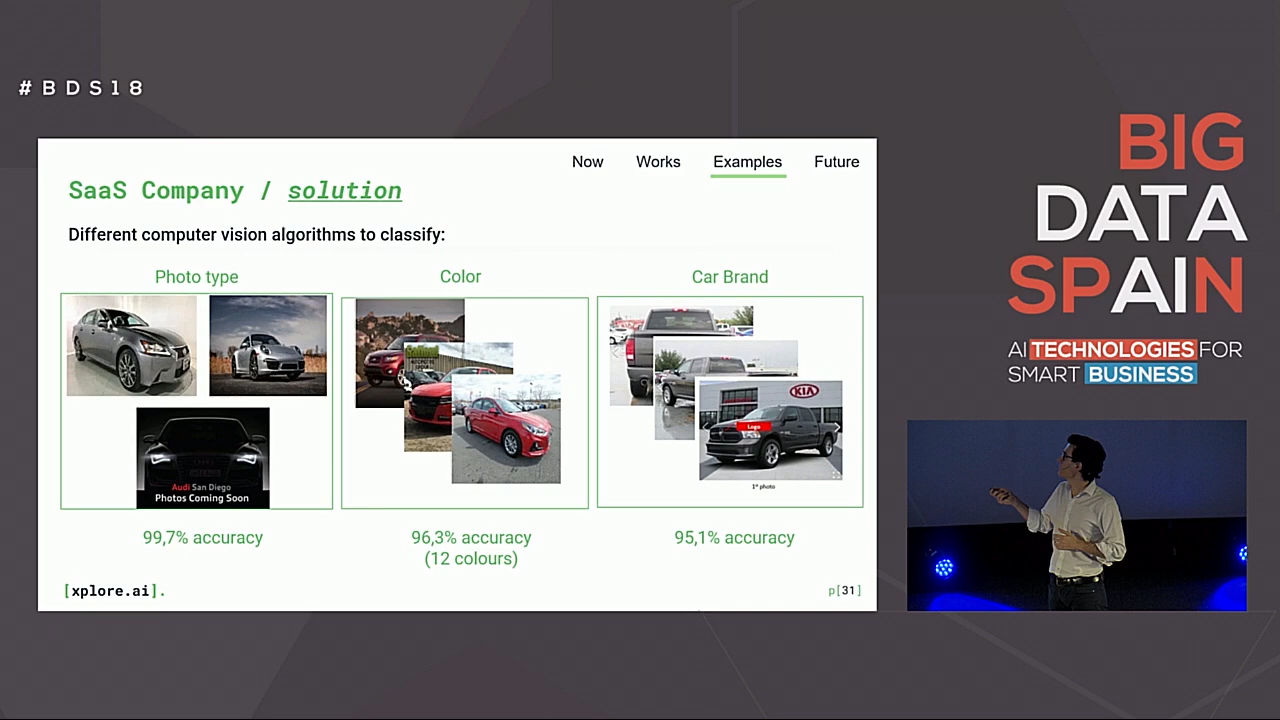 #BDS18
Now Works Examples Future
SaaS Company / solution
Different computer vision algorithms to classify:
Photo type
Color
Car Brand
KIA
Logo
1st photo
Audi San Diego
Photos Coming Soon
99,7% accuracy
96,3% accuracy
(12 colours)
95,1% accuracy
[xplore.ai].
p[31]
BIG
DATA
SPAIN
AI TECHNOLOGIES FOR
SMART BUSINESS